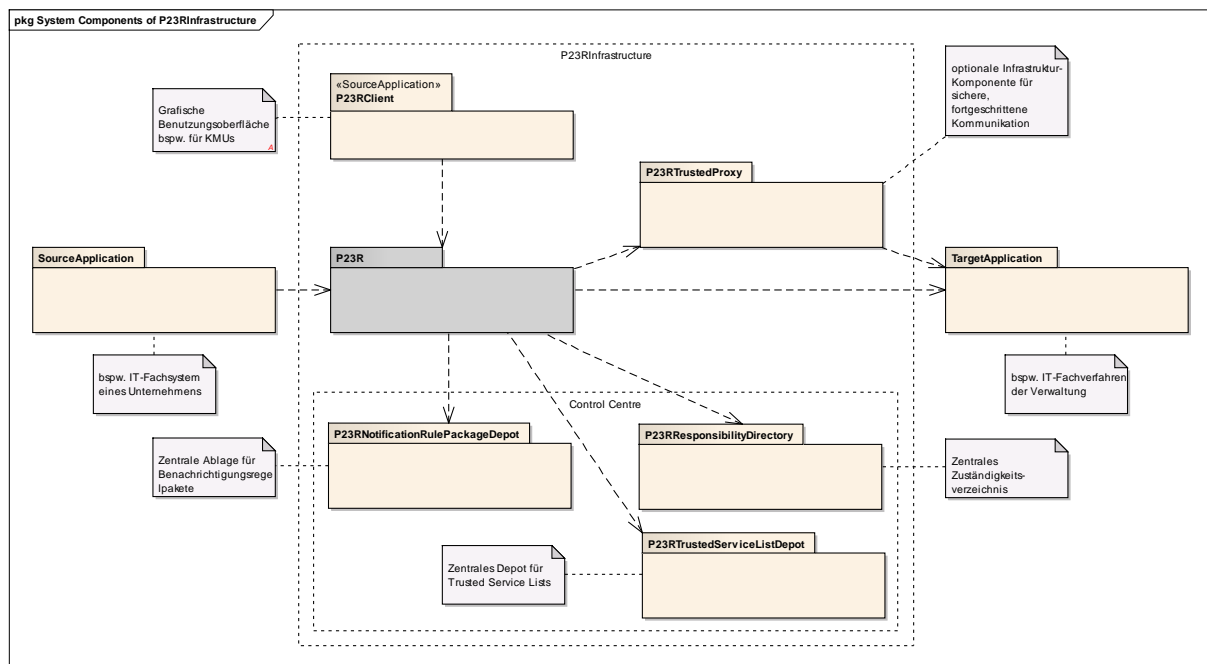 pkg System Components of P23RInfrastructure
P23RInfrastructure
«SourceApplication»
P23RClient
Grafische
Benutzungsoberfläche
bspw. für KMUs
A
optionale Infrastruktur-
Komponente für
sichere,
fortgeschrittene
Kommunikation
P23RTrustedProxy
SourceApplication
P23R
TargetApplication
bspw. IT-Fachsystem
eines Unternehmens
bspw. IT-Fachverfahren
der Verwaltung
Control Centre
P23RNotificationRulePackageDepot
P23RResponsibilityDirectory
Zentrale Ablage für
Benachrichtigungsrege
lpakete
Zentrales
Zuständigkeits-
verzeichnis
P23RTrustedServiceListDepot
Zentrales Depot für
Trusted Service Lists